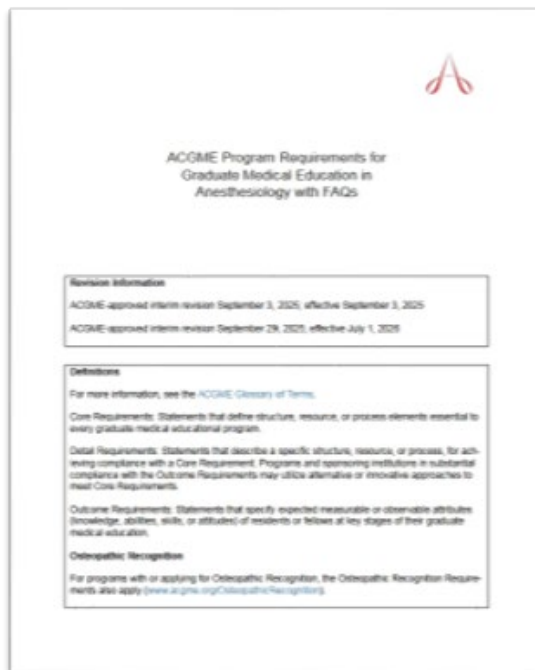 ACGME Program Requirements for
Graduate Medical Education in
Anesthesiology with FAQs
Revision Information
ACGME-approved interim revision September 3, 2025; effective September 3, 2025
ACGME-approved interim revision September 29, 2025; effective July 1, 2026
Definitions
For more information, see the ACGME Glossary of Terms.
Core Requirements: Statements that define structure, resource, or process elements essential to
every graduate medical educational program.
Detail Requirements: Statements that describe a specific structure, resource, or process, for ach-
ieving compliance with a Core Requirement. Programs and sponsoring institutions in substantial
compliance with the Outcome Requirements may utilize alternative or innovative approaches to
meet Core Requirements.
Outcome Requirements: Statements that specify expected measurable or observable attributes
(knowledge, abilities, skills, or attitudes) of residents or fellows at key stages of their graduate
medical education.
Osteopathic Recognition
For programs with or applying for Osteopathic Recognition, the Osteopathic Recognition Require-
ments also apply (www.acgme.org/OsteopathicRecognition).